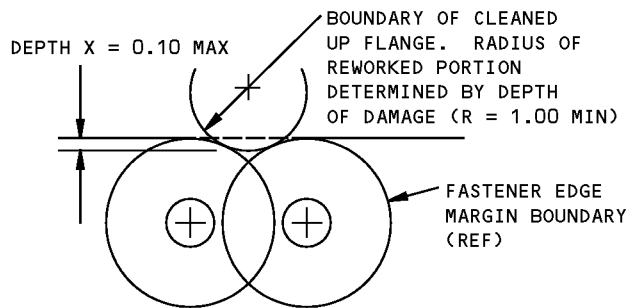 BOUNDARY OF CLEANED
UP FLANGE. RADIUS OF
REWORKED PORTION
DETERMINED BY DEPTH
OF DAMAGE (R = 1.00 MIN)
DEPTH X = 0.10 MAX
FASTENER EDGE
MARGIN BOUNDARY
(REF)